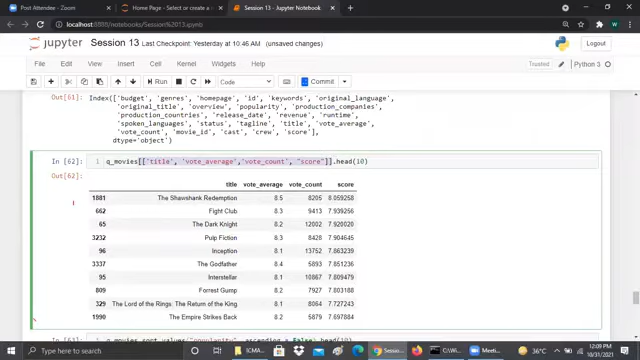 Post Attendee - Zoom
Home Page - Select or create a n
Session 13 - Jupyter Notebook
localhost:8888/notebooks/Session%2013.ipynb
jupyter Session 13 Last Checkpoint: Yesterday at 10:46 AM (unsaved changes)
Logout
File Edit View Insert Cell Kernel Widgets Help
Trusted
Python 3
Run
Code
Commit
Out[61]: Index(['budget', 'genres', 'homepage', 'id', 'keywords', 'original_language',
'original_title', 'overview', 'popularity', 'production_companies',
'production_countries', 'release_date', 'revenue', 'runtime',
'spoken_languages', 'status', 'tagline', 'title', 'vote_average',
'vote_count', 'movie_id', 'cast', 'crew', 'score'],
dtype='object')
In [62]: 1 q_movies[['title', 'vote_average','vote_count', "score"]].head(10)
Out[62]:
title vote_average vote_count score
1881 The Shawshank Redemption 8.5 8205 8.059258
662 Fight Club 8.3 9413 7.939256
65 The Dark Knight 8.2 12002 7.920020
3232 Pulp Fiction 8.3 8428 7.904645
96 Inception 8.1 13752 7.863239
3337 The Godfather 8.4 5893 7.851236
95 Interstellar 8.1 10867 7.809479
809 Forrest Gump 8.2 7927 7.803188
329 The Lord of the Rings: The Return of the King 8.1 8064 7.727243
1990 The Empire Strikes Back 8.2 5879 7.697884
Type here to search
ICMA...
Sessio...
C:\Wi...
Meeti...
36°C
ENG
12:09 PM
10/31/2021